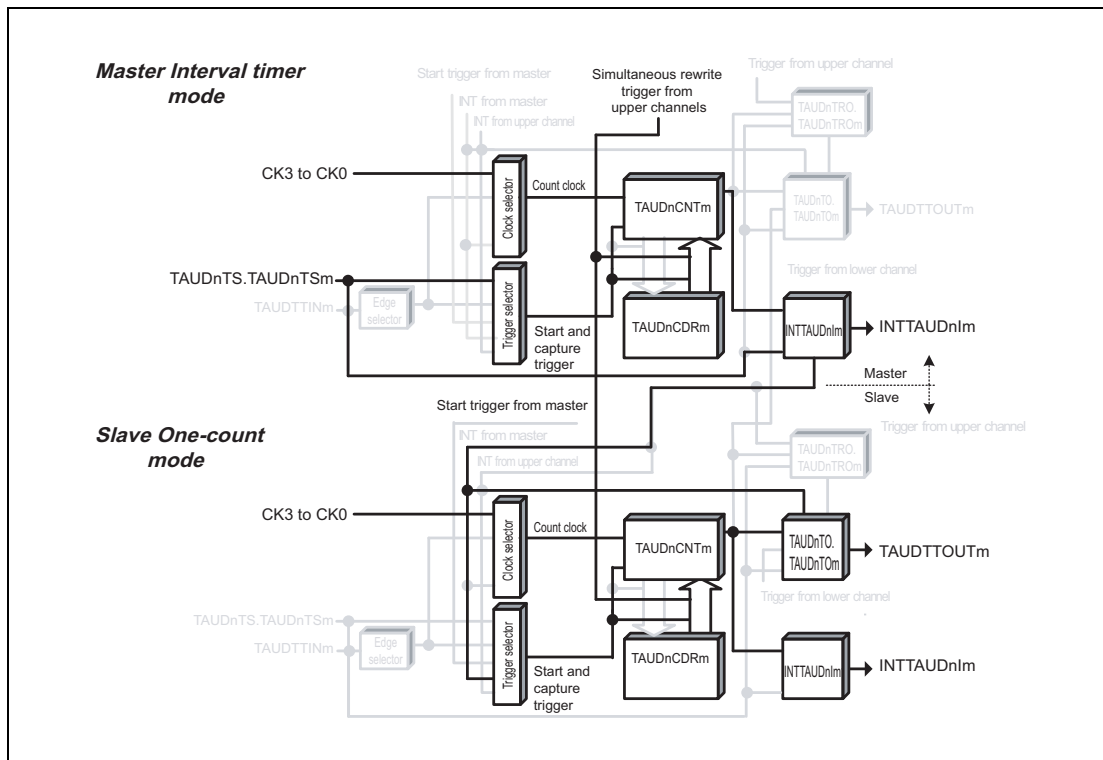 Master Interval timer
mode
Start trigger from master
INT from master
INT from upper channel
Simultaneous rewrite
trigger from
upper channels
Trigger from upper channel
TAUDnTRO.
TAUDnTROm
CK3 to CK0
Clock selector
Count clock
TAUDnCNTm
TAUDnTO.
TAUDnTOm
TAUDTTOUTm
TAUDnTS.TAUDnTSm
TAUDTTINm
Edge
selector
Trigger selector
Start and
capture
trigger
TAUDnCDRm
Trigger from lower channel
INTTAUDnIm
INTTAUDnIm
Master
Slave
Slave One-count
mode
Start trigger from master
INT from master
INT from upper channel
Trigger from upper channel
TAUDnTRO.
TAUDnTROm
CK3 to CK0
Clock selector
Count clock
TAUDnCNTm
TAUDnTO.
TAUDnTOm
TAUDTTOUTm
Trigger from lower channel
TAUDnTS.TAUDnTSm
TAUDTTINm
Edge
selector
Trigger selector
Start and
capture
trigger
TAUDnCDRm
INTTAUDnIm
INTTAUDnIm